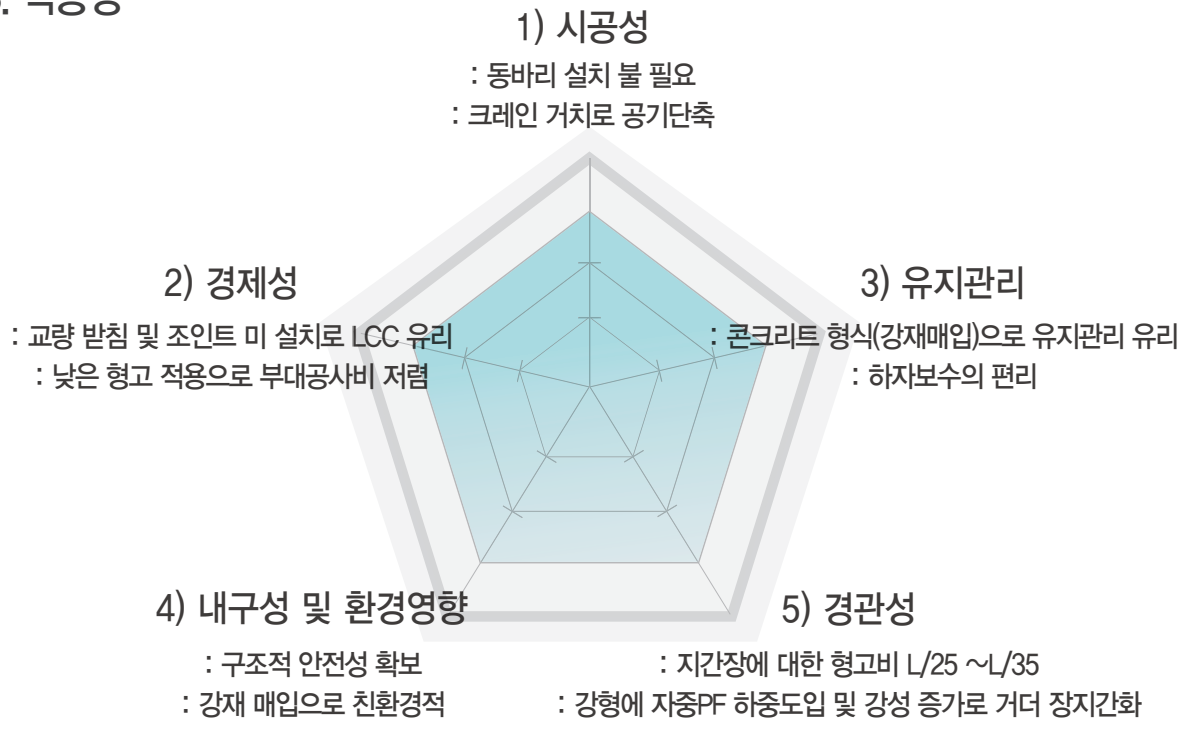 1) 시공성
: 동바리 설치 불 필요
: 크레인 거치로 공기단축
2) 경제성
: 교량 받침 및 조인트 미 설치로 LCC 유리
: 낮은 형고 적용으로 부대공사비 저렴
3) 유지관리
: 콘크리트 형식(강재매입)으로 유지관리 유리
: 하자보수의 편리
4) 내구성 및 환경영향
: 구조적 안전성 확보
: 강재 매입으로 친환경적
5) 경관성
: 지간장에 대한 형고비 L/25 ~L/35
: 강형에 자중PF 하중도입 및 강성 증가로 거더 장지간화